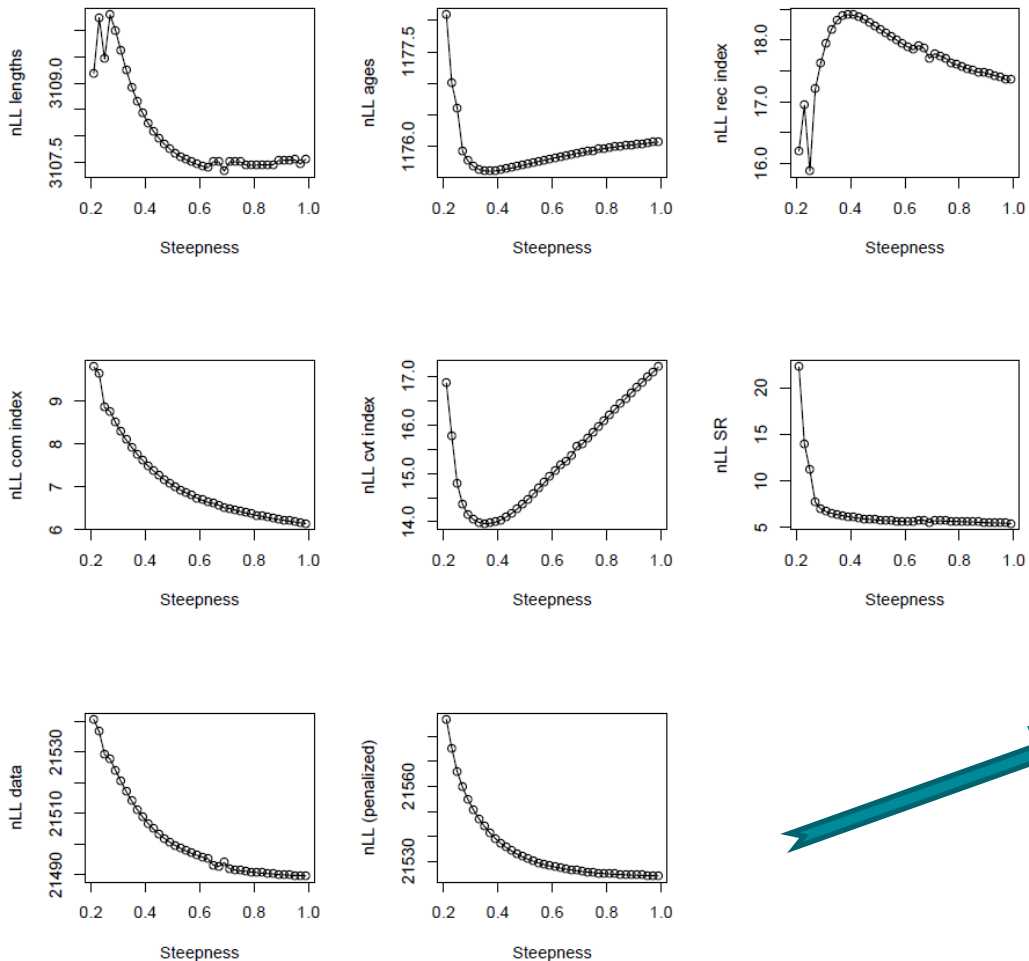 nLL lengths
3107.5 3109.0
0.2 0.4 0.6 0.8 1.0
Steepness
nLL ages
1176.0 1177.5
0.2 0.4 0.6 0.8 1.0
Steepness
nLL rec index
16.0 17.0 18.0
0.2 0.4 0.6 0.8 1.0
Steepness
nLL com index
6 7 8 9
0.2 0.4 0.6 0.8 1.0
Steepness
nLL cvt index
14.0 15.0 16.0 17.0
0.2 0.4 0.6 0.8 1.0
Steepness
nLL SR
5 10 15 20
0.2 0.4 0.6 0.8 1.0
Steepness
nLL data
21490 21510 21530
0.2 0.4 0.6 0.8 1.0
Steepness
nLL (penalized)
21530 21560
0.2 0.4 0.6 0.8 1.0
Steepness